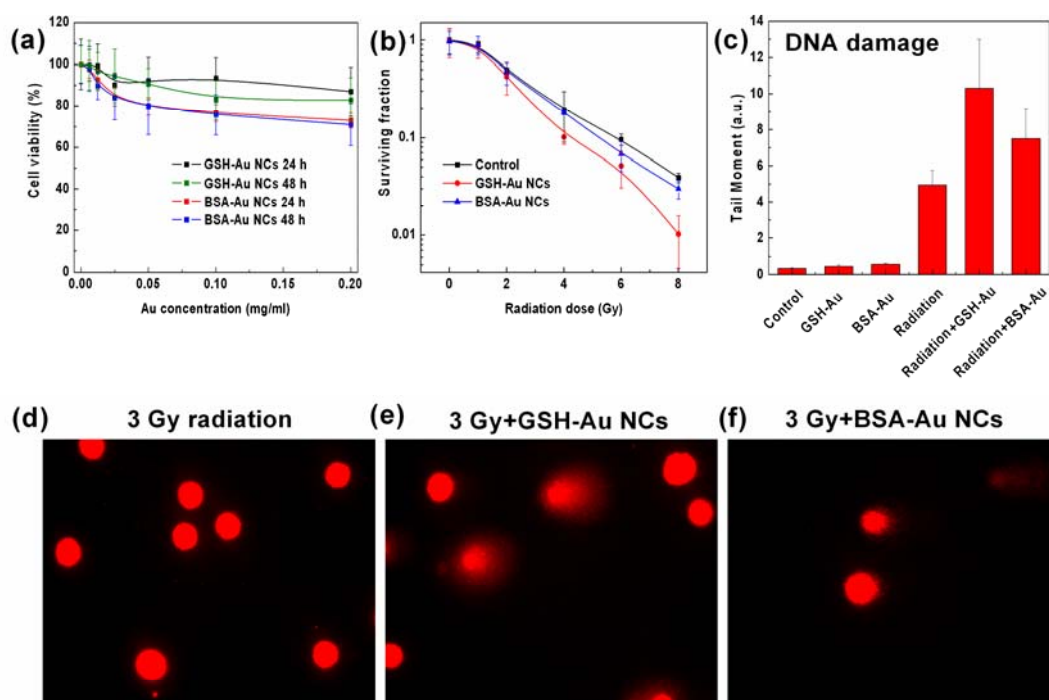 (a)
Cell viability (%)
120
100
80
60
40
20
0
GSH-Au NCs 24 h
GSH-Au NCs 48 h
BSA-Au NCs 24 h
BSA-Au NCs 48 h
0.00
0.05
0.10
0.15
0.20
Au concentration (mg/ml)
(b)
Surviving fraction
1
0.1
0.01
Control
GSH-Au NCs
BSA-Au NCs
0
2
4
6
8
Radiation dose (Gy)
(c)
DNA damage
Tail Moment (a.u.)
14
12
10
8
6
4
2
0
Control
GSH-Au
BSA-Au
Radiation
Radiation+GSH-Au
Radiation+BSA-Au
(d)
3 Gy radiation
(e)
3 Gy+GSH-Au NCs
(f)
3 Gy+BSA-Au NCs